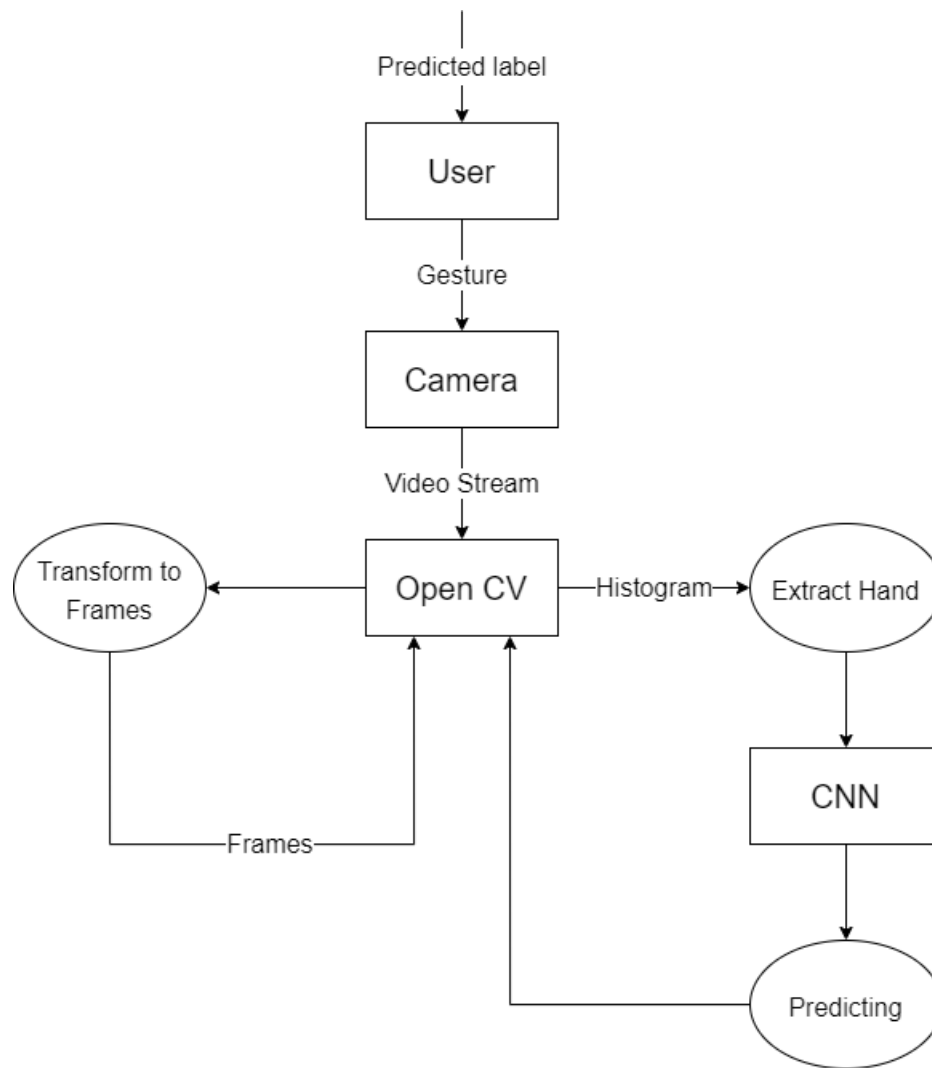 Predicted label
User
Gesture
Camera
Video Stream
Transform to
Frames
Open CV
Histogram
Extract Hand
CNN
Frames
Predicting